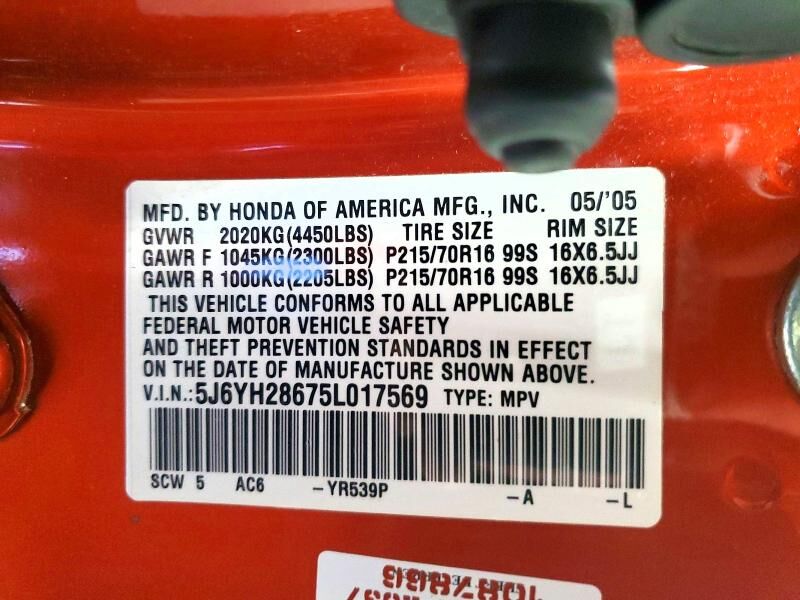 MFD. BY HONDA OF AMERICA MFG., INC. 05/'05
GVWR 2020KG(4450LBS) TIRE SIZE RIM SIZE
GAWR F 1045KG(2300LBS) P215/70R16 99S 16X6.5JJ
GAWR R 1000KG(2205LBS) P215/70R16 99S 16X6.5JJ
THIS VEHICLE CONFORMS TO ALL APPLICABLE
FEDERAL MOTOR VEHICLE SAFETY
AND THEFT PREVENTION STANDARDS IN EFFECT
ON THE DATE OF MANUFACTURE SHOWN ABOVE.
V.I.N.:5J6YH28675L017569 TYPE: MPV
SCW 5 AC6 -YR539P -A -L